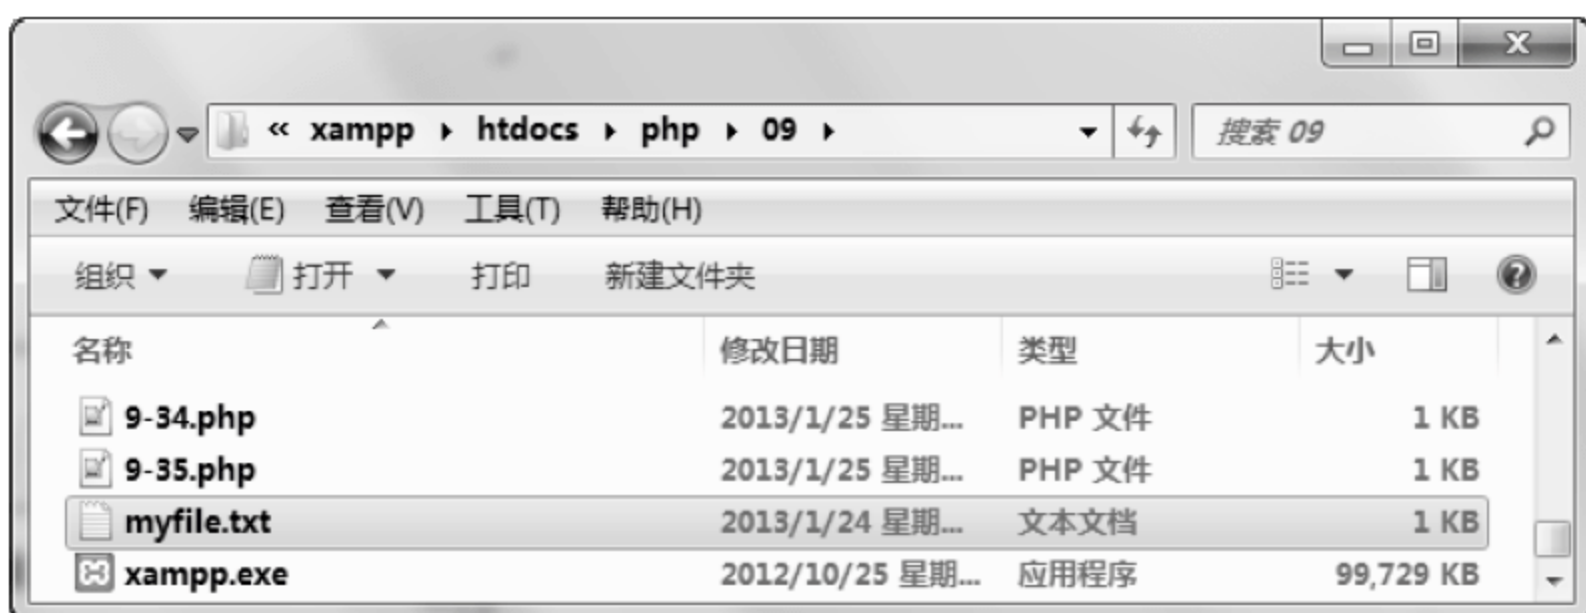 « xampp ▸ htdocs ▸ php ▸ 09 ▸ 搜索 09
文件(F) 编辑(E) 查看(V) 工具(T) 帮助(H)
组织 打开 打印 新建文件夹
名称 修改日期 类型 大小
9-34.php 2013/1/25 星期... PHP 文件 1 KB
9-35.php 2013/1/25 星期... PHP 文件 1 KB
myfile.txt 2013/1/24 星期... 文本文档 1 KB
xampp.exe 2012/10/25 星期... 应用程序 99,729 KB